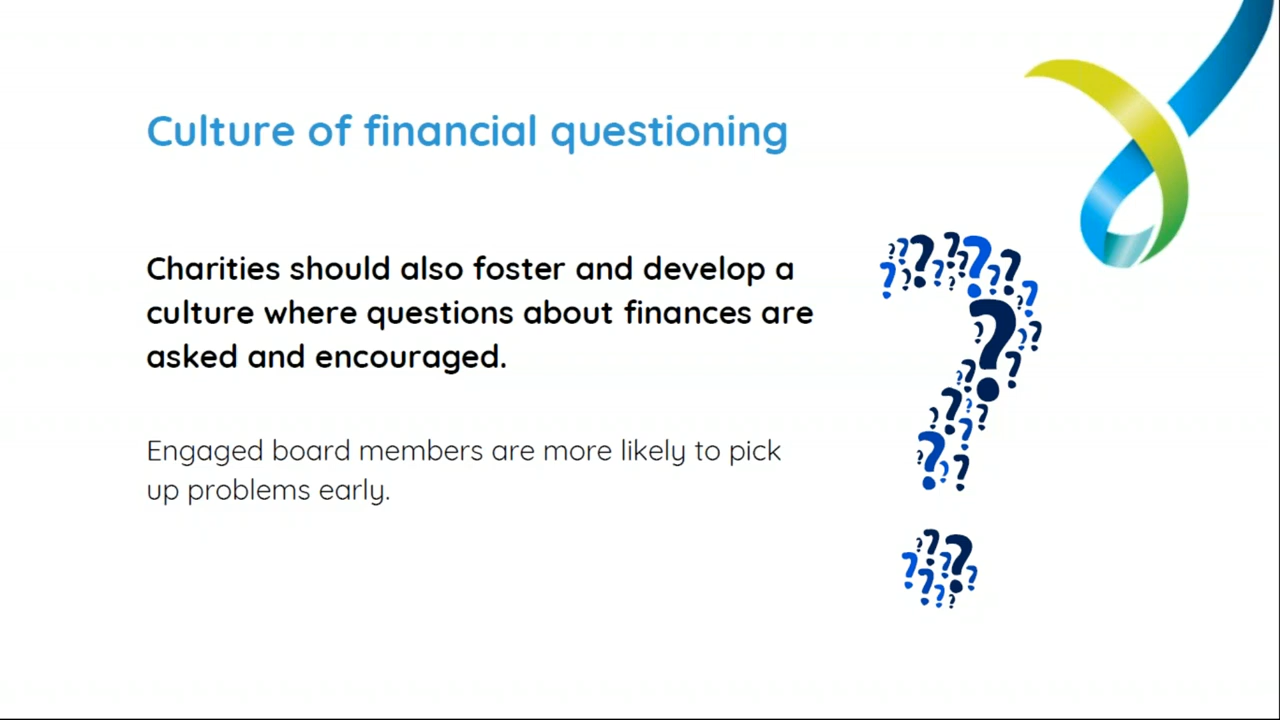 Culture of financial questioning
Charities should also foster and develop a
culture where questions about finances are
asked and encouraged.
Engaged board members are more likely to pick
up problems early.